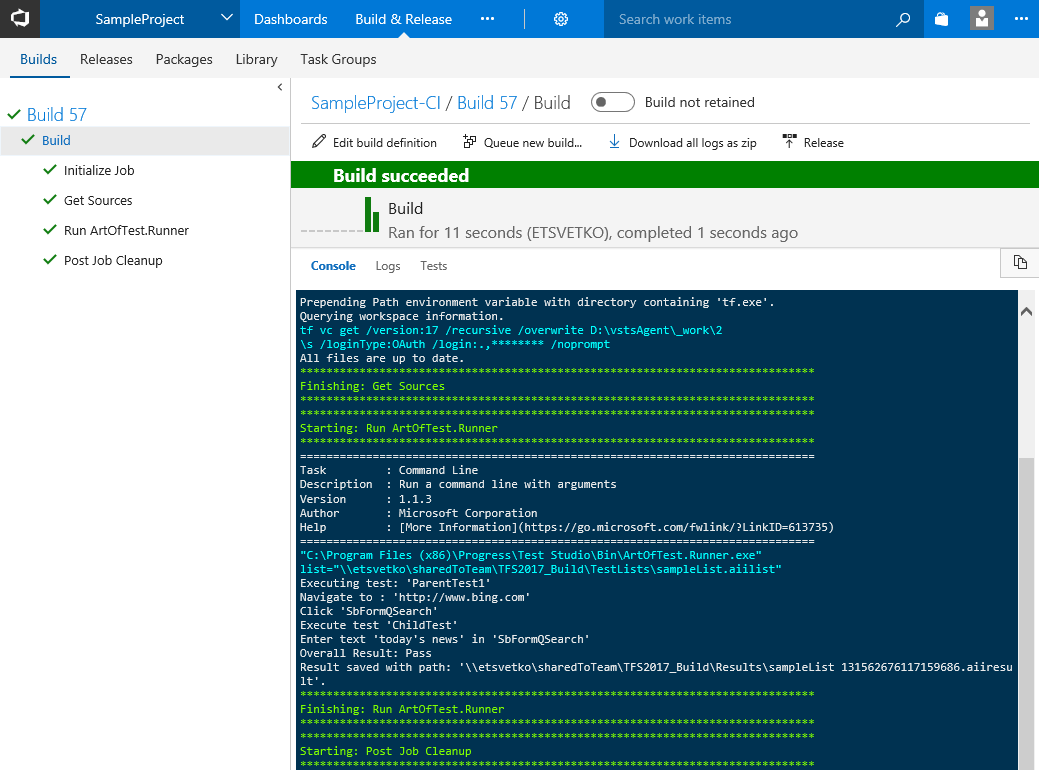 SampleProject Dashboards Build & Release ... Search work items ...
Builds Releases Packages Library Task Groups
Build 57
Build
Initialize Job
Get Sources
Run ArtOfTest.Runner
Post Job Cleanup
SampleProject-CI / Build 57 / Build Build not retained
Edit build definition Queue new build... Download all logs as zip Release
Build succeeded
Build
Ran for 11 seconds (ETSVETKO), completed 1 seconds ago
Console Logs Tests
Prepending Path environment variable with directory containing 'tf.exe'.
Querying workspace information.
tf vc get /version:17 /recursive /overwrite D:\vstsAgent\_work\2
\s /loginType:OAuth /login:.,******** /noprompt
All files are up to date.
******************************************************************************
Finishing: Get Sources
******************************************************************************
******************************************************************************
Starting: Run ArtOfTest.Runner
******************************************************************************
==============================================================================
Task         : Command Line
Description  : Run a command line with arguments
Version      : 1.1.3
Author       : Microsoft Corporation
Help         : [More Information](https://go.microsoft.com/fwlink/?LinkID=613735)
==============================================================================
"C:\Program Files (x86)\Progress\Test Studio\Bin\ArtOfTest.Runner.exe"
list="\\etsvetko\sharedToTeam\TFS2017_Build\TestLists\sampleList.aiilist"
Executing test: 'ParentTest1'
Navigate to : 'http://www.bing.com'
Click 'SbFormQSearch'
Execute test 'ChildTest'
Enter text 'today's news' in 'SbFormQSearch'
Overall Result: Pass
Result saved with path: '\\etsvetko\sharedToTeam\TFS2017_Build\Results\sampleList 131562676117159686.aiiresu
lt'.
******************************************************************************
Finishing: Run ArtOfTest.Runner
******************************************************************************
******************************************************************************
Starting: Post Job Cleanup
******************************************************************************